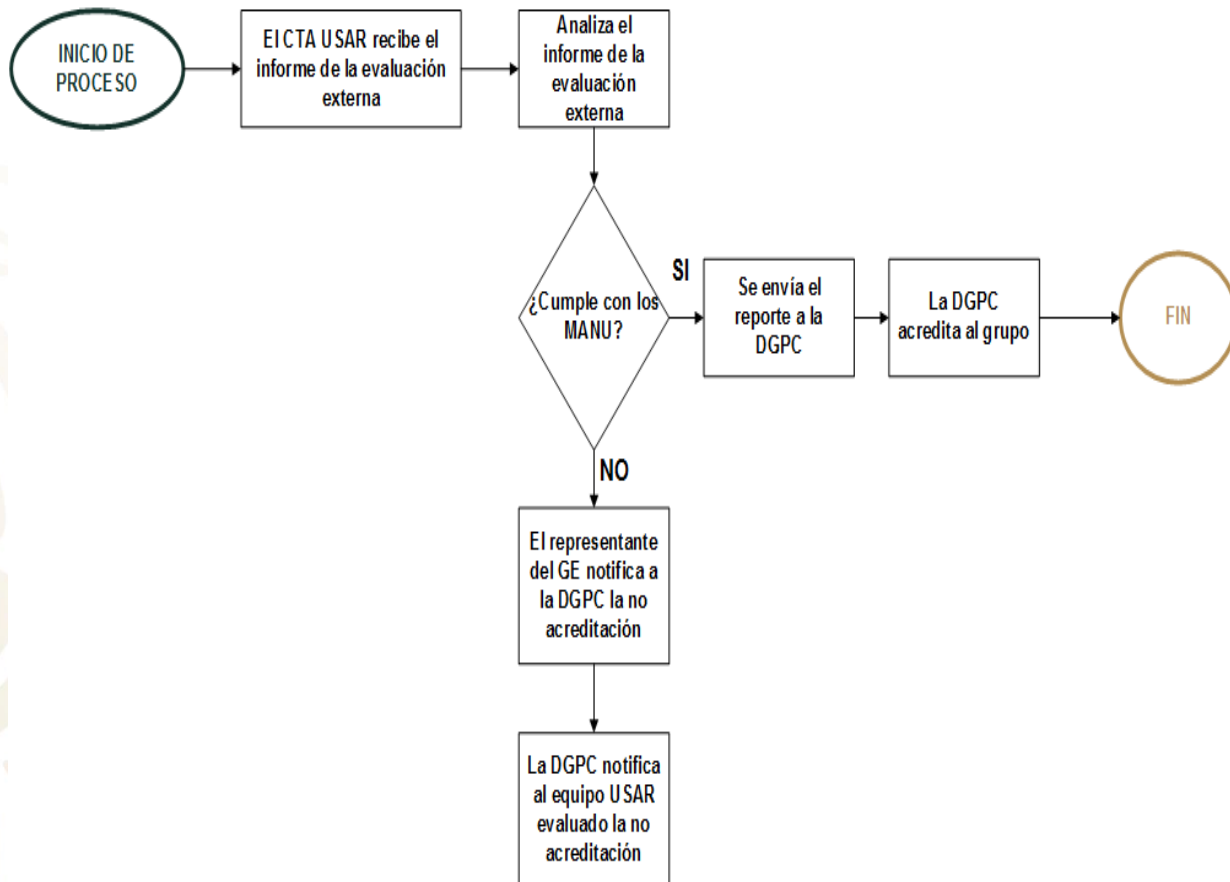 INICIO DE
PROCESO
El CTA USAR recibe el
informe de la evaluación
externa
Analiza el
informe de la
evaluación
externa
¿Cumple con los
MANU?
SI
Se envía el
reporte a la
DGPC
La DGPC
acredita al grupo
FIN
NO
El representante
del GE notifica a
la DGPC la no
acreditación
La DGPC notifica
al equipo USAR
evaluado la no
acreditación